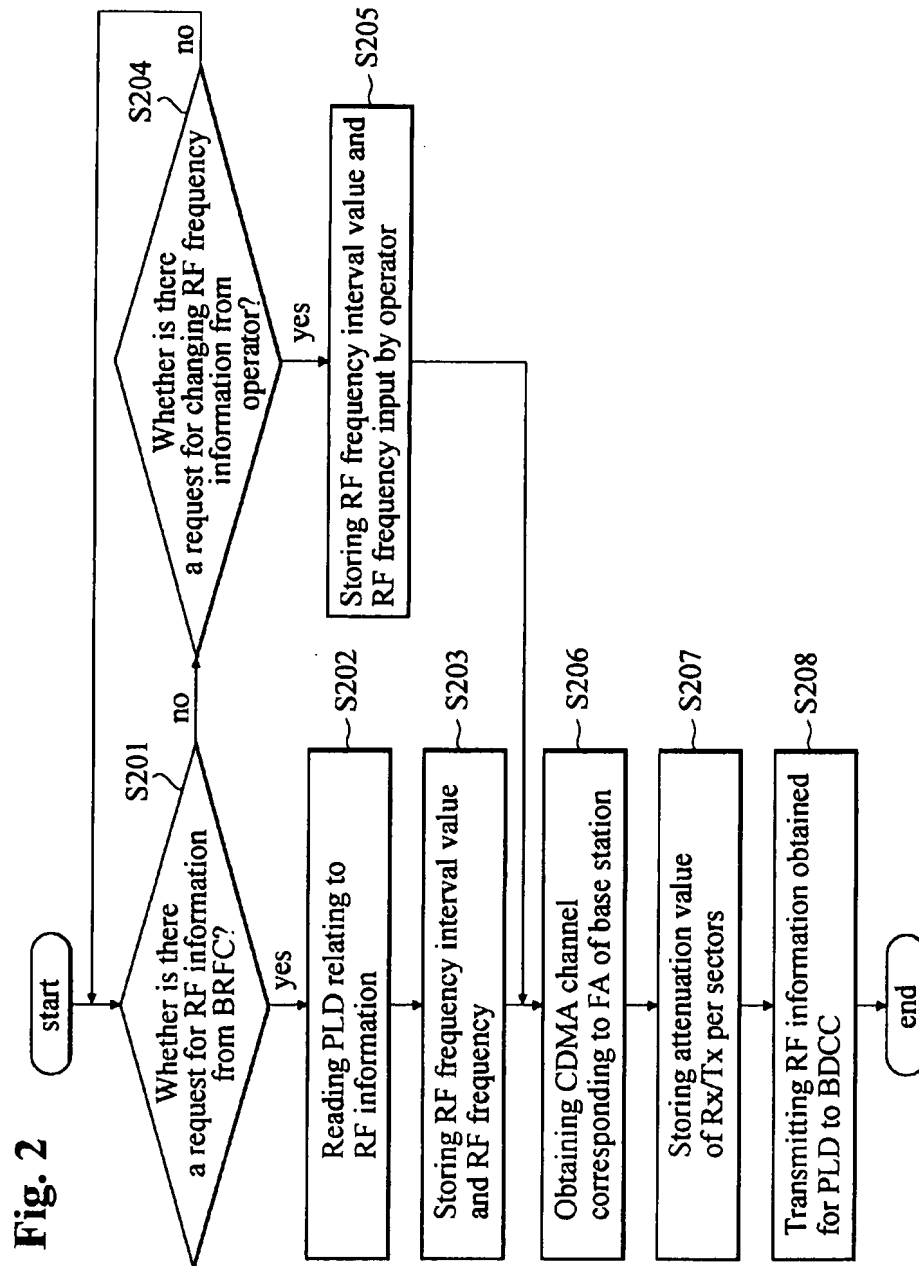 Fig. 2
start
Whether is there
a request for RF information
from BRFC?
S201
no
yes
Whether is there
a request for changing RF frequency
information from
operator?
S204
no
yes
Reading PLD relating to
RF information
S202
Storing RF frequency interval value
and RF frequency
S203
Storing RF frequency interval value and
RF frequency input by operator
S205
Obtaining CDMA channel
corresponding to FA of base station
S206
Storing attenuation value
of Rx/Tx per sectors
S207
Transmitting RF information obtained
for PLD to BDCC
S208
end